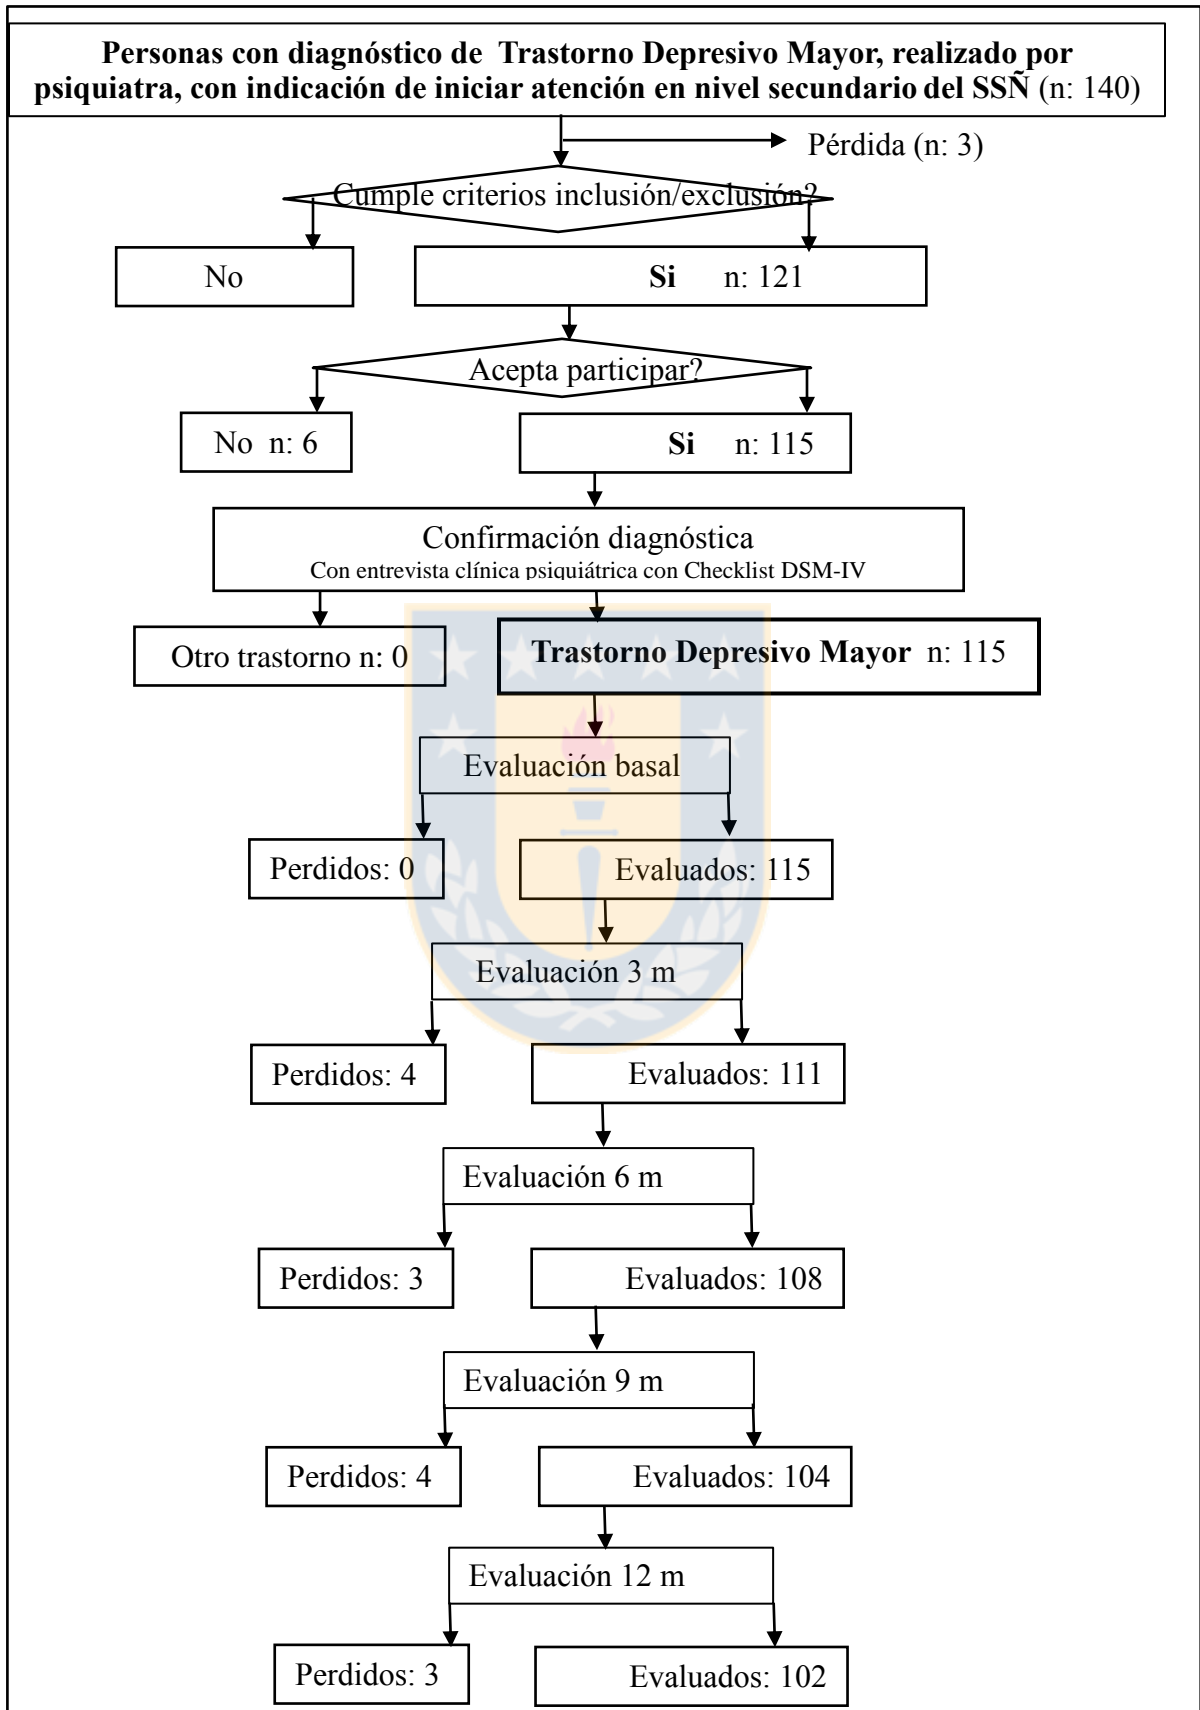 Personas con diagnóstico de Trastorno Depresivo Mayor, realizado por
psiquiatra, con indicación de iniciar atención en nivel secundario del SSÑ (n: 140)
Pérdida (n: 3)
Cumple criterios inclusión/exclusión?
No
Si n: 121
Acepta participar?
No n: 6
Si n: 115
Confirmación diagnóstica
Con entrevista clínica psiquiátrica con Checklist DSM-IV
Otro trastorno n: 0
Trastorno Depresivo Mayor n: 115
Evaluación basal
Perdidos: 0
Evaluados: 115
Evaluación 3 m
Perdidos: 4
Evaluados: 111
Evaluación 6 m
Perdidos: 3
Evaluados: 108
Evaluación 9 m
Perdidos: 4
Evaluados: 104
Evaluación 12 m
Perdidos: 3
Evaluados: 102